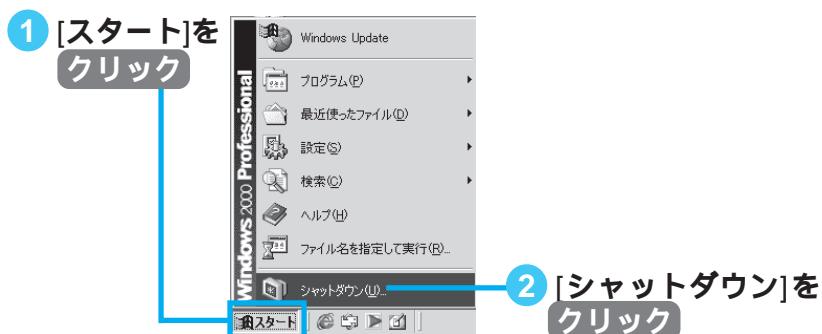 1 [スタート]を
クリック
Windows 2000 Professional
Windows Update
プログラム(P)
最近使ったファイル(D)
設定(S)
検索(C)
ヘルプ(H)
ファイル名を指定して実行(R)...
シャットダウン(U)...
スタート
2 [シャットダウン]を
クリック